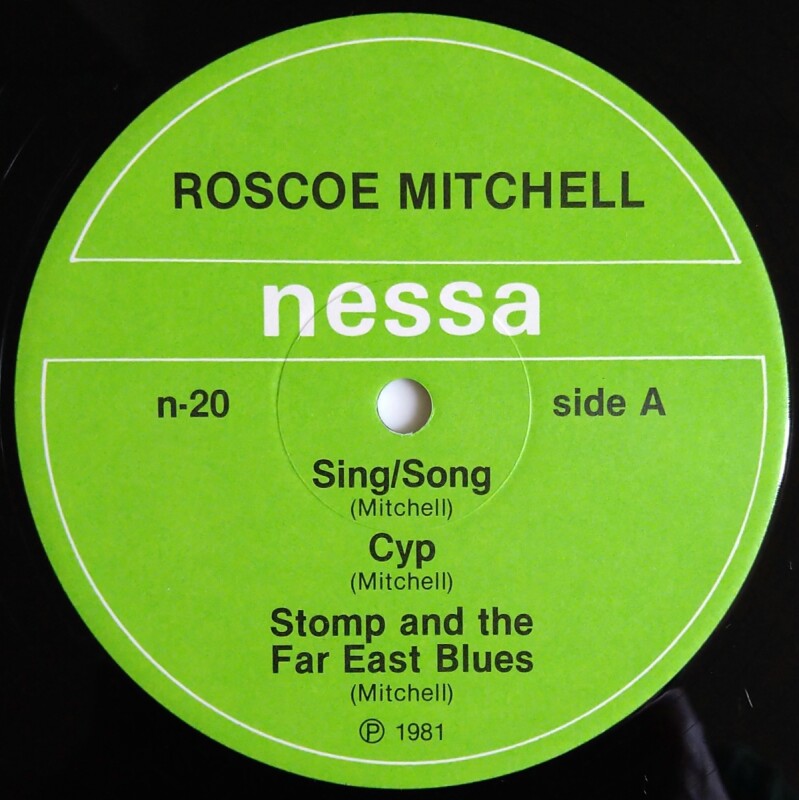 ROSCOE MITCHELL
nessa
n-20 side A
Sing/Song
(Mitchell)
Cyp
(Mitchell)
Stomp and the
Far East Blues
(Mitchell)
℗ 1981